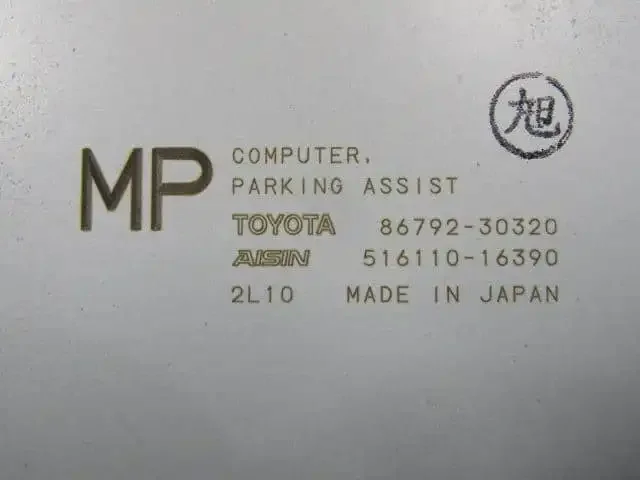 旭
MP
COMPUTER,
PARKING ASSIST
TOYOTA 86792-30320
AISIN 516110-16390
2L10 MADE IN JAPAN